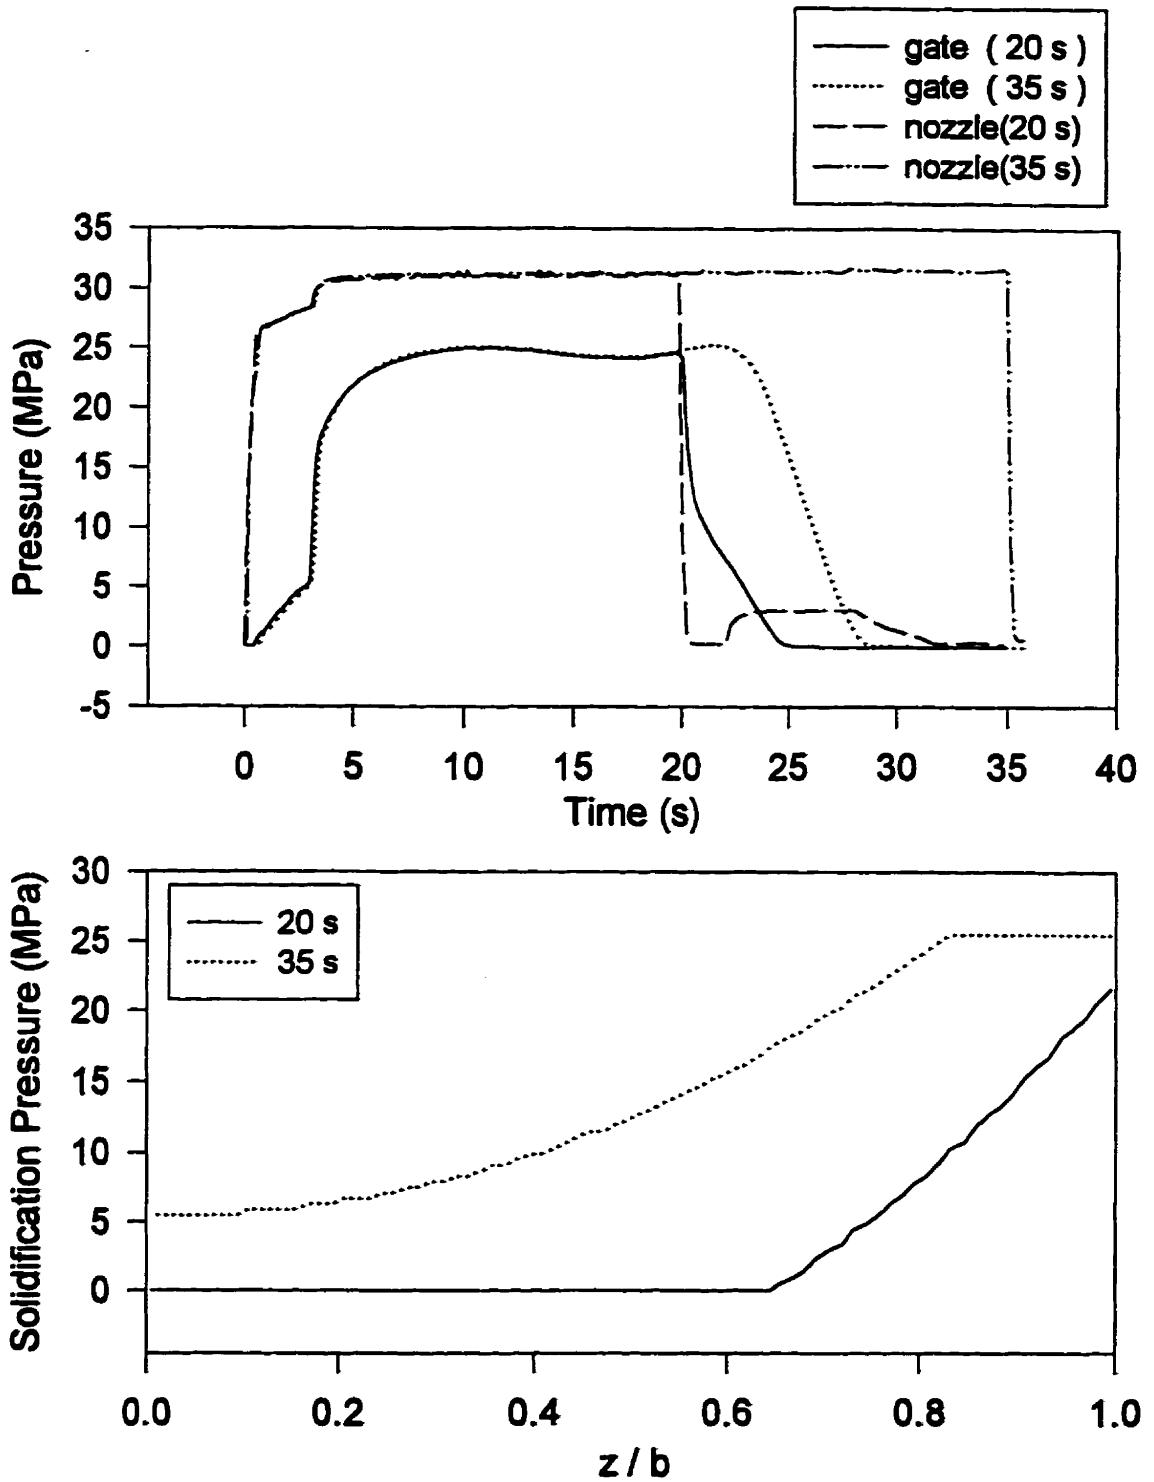 gate ( 20 s )
gate ( 35 s )
nozzle(20 s)
nozzle(35 s)
35
30
25
20
15
10
5
0
-5
Pressure (MPa)
0 5 10 15 20 25 30 35 40
Time (s)
30
25
20
15
10
5
0
Solidification Pressure (MPa)
20 s
35 s
0.0 0.2 0.4 0.6 0.8 1.0
z / b